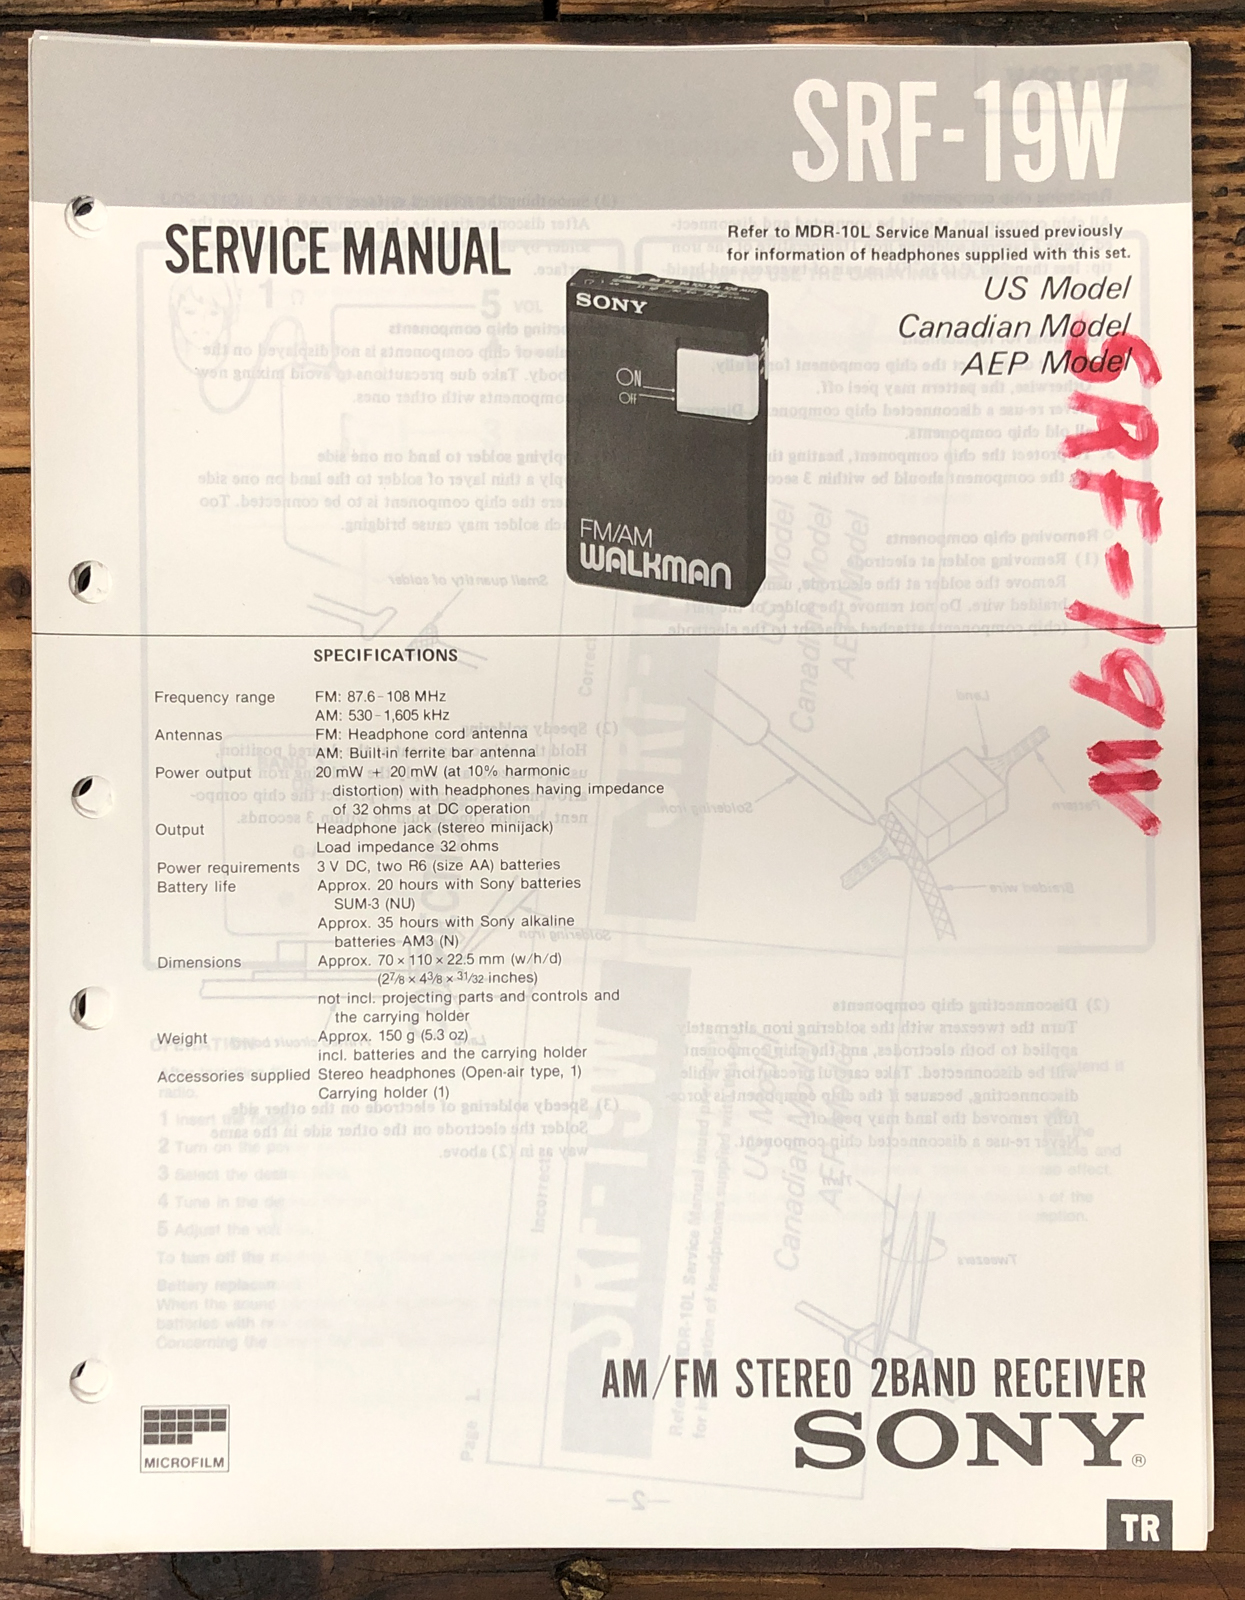 SRF-19W
SERVICE MANUAL
Refer to MDR-10L Service Manual issued previously
for information of headphones supplied with this set.
US Model
Canadian Model
AEP Model
SONY
ON
Off
FM/AM
WALKMAN
SRF-19W
SPECIFICATIONS
Frequency range FM: 87.6-108 MHz
AM: 530-1,605 kHz
Antennas FM: Headphone cord antenna
AM: Built-in ferrite bar antenna
Power output 20 mW + 20 mW (at 10% harmonic
distortion) with headphones having impedance
of 32 ohms at DC operation
Output Headphone jack (stereo minijack)
Load impedance 32 ohms
Power requirements 3 V DC, two R6 (size AA) batteries
Battery life Approx. 20 hours with Sony batteries
SUM-3 (NU)
Approx. 35 hours with Sony alkaline
batteries AM3 (N)
Dimensions Approx. 70 × 110 × 22.5 mm (w/h/d)
(2 7/8 × 4 3/8 × 31/32 inches)
not incl. projecting parts and controls and
the carrying holder
Weight Approx. 150 g (5.3 oz)
incl. batteries and the carrying holder
Accessories supplied Stereo headphones (Open-air type, 1)
Carrying holder (1)
AM/FM STEREO 2BAND RECEIVER
SONY®
MICROFILM
TR